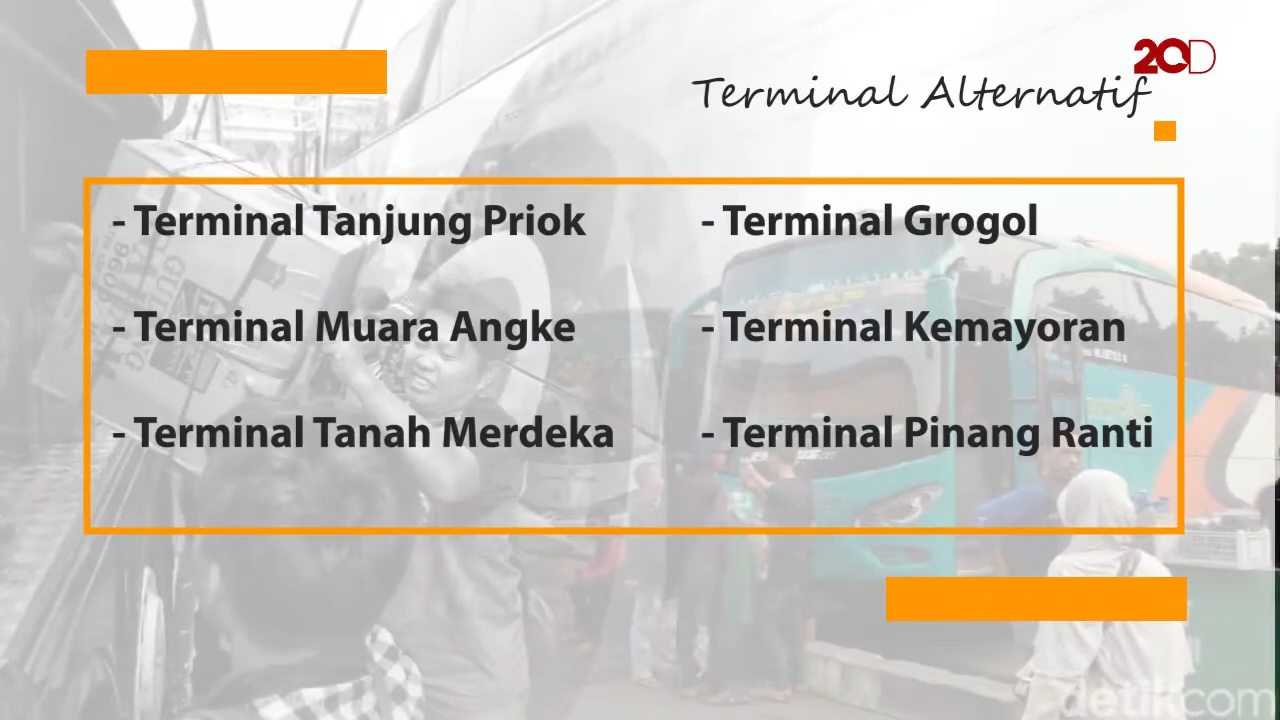 20D
Terminal Alternatif
- Terminal Tanjung Priok
- Terminal Muara Angke
- Terminal Tanah Merdeka
- Terminal Grogol
- Terminal Kemayoran
- Terminal Pinang Ranti
detikcom